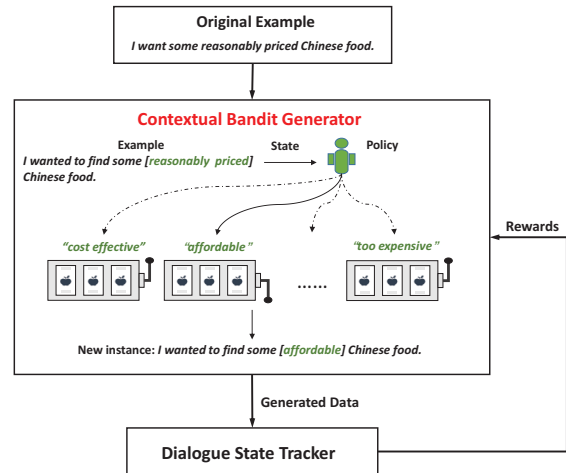 Original Example
I want some reasonably priced Chinese food.
Contextual Bandit Generator
Example
State
Policy
I wanted to find some [reasonably priced]
Chinese food.
Rewards
"cost effective"
"affordable"
"too expensive"
......
New instance: I wanted to find some [affordable] Chinese food.
Generated Data
Dialogue State Tracker